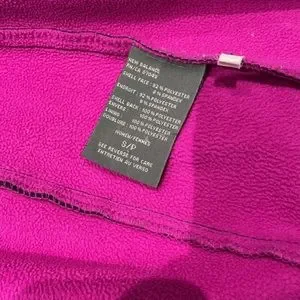 NEW BALANCE
SHELL FACE: 92% POLYESTER
8% SPANDEX
ENDROIT: 92% POLYESTER
8% SPANDEX
SHELL BACK: 100% POLYESTER
ENVERS: 100% POLYESTER
LINING: 100% POLYESTER
DOUBLURE: 100% POLYESTER
WOMEN/FEMMES
S/P
SEE REVERSE FOR CARE
ENTRETIEN AU VERSO